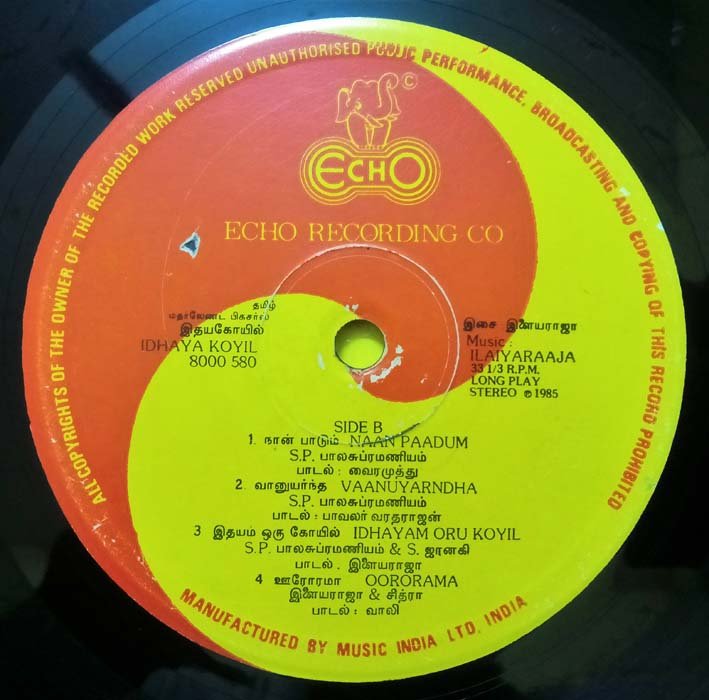 ALL COPYRIGHTS OF THE OWNER OF THE RECORDED WORK RESERVED UNAUTHORISED PUBLIC PERFORMANCE, BROADCASTING AND COPYING OF THIS RECORD PROHIBITED
©
ECHO
ECHO RECORDING CO
தமிழ்
மதர்லேண்ட் பிக்சர்ஸ்
இதயகோயில்
IDHAYA KOYIL
8000 580
இசை இளையராஜா
Music :
ILAIYARAAJA
33 1/3 R.P.M.
LONG PLAY
STEREO ℗ 1985
SIDE B
1. நான் பாடும் NAAN PAADUM
S.P. பாலசுப்ரமணியம்
பாடல் : வைரமுத்து
2. வானுயர்ந்த VAANUYARNDHA
S.P. பாலசுப்ரமணியம்
பாடல் : பாவலர் வரதராஜன்
3 இதயம் ஒரு கோயில் IDHAYAM ORU KOYIL
S.P. பாலசுப்ரமணியம் & S. ஜானகி
பாடல். இளையராஜா
4 ஊரோரமா OORORAMA
இளையராஜா & சித்ரா
பாடல் : வாலி
MANUFACTURED BY MUSIC INDIA LTD, INDIA